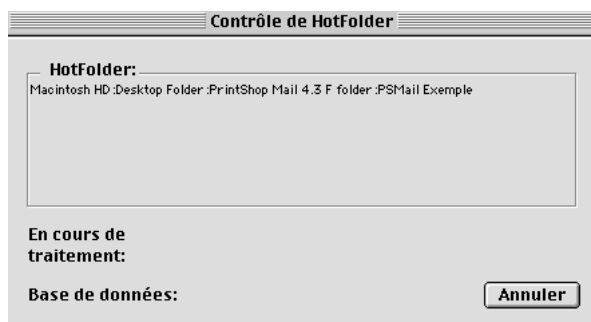 Contrôle de HotFolder
HotFolder:
Macintosh HD :Desktop Folder :PrintShop Mail 4.3 F folder :PSMail Exemple
En cours de
traitement:
Base de données:
Annuler